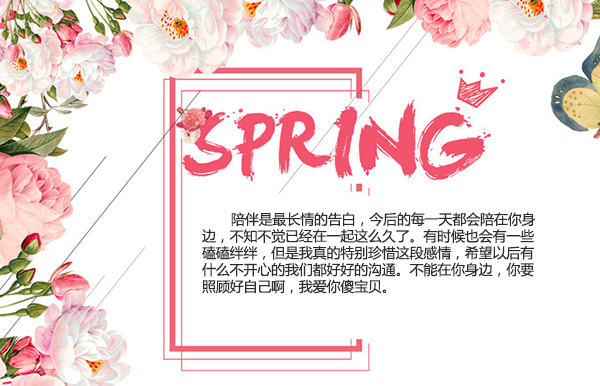 SPRING
陪伴是最长情的告白，今后的每一天都会陪在你身
边，不知不觉已经在一起这么久了。有时候也会有一些
磕磕绊绊，但是我真的特别珍惜这段感情，希望以后有
什么不开心的我们都好好的沟通。不能在你身边，你要
照顾好自己啊，我爱你傻宝贝。